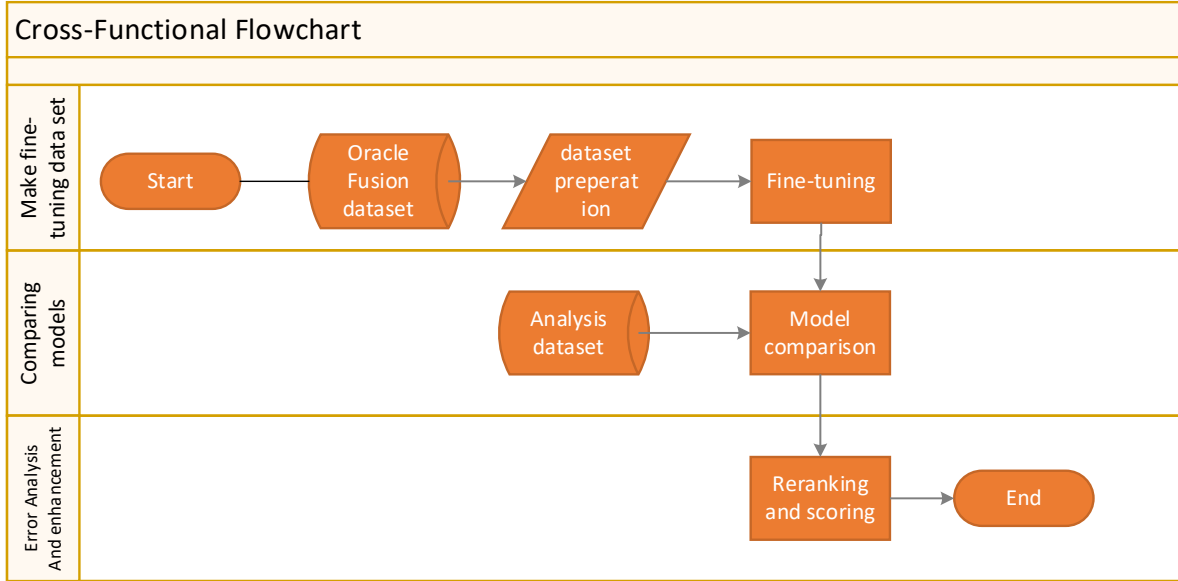 Cross-Functional Flowchart
Make fine-
tuning data set
Start
Oracle
Fusion
dataset
dataset
preperat
ion
Fine-tuning
Comparing
models
Analysis
dataset
Model
comparison
Error Analysis
And enhancement
Reranking
and scoring
End